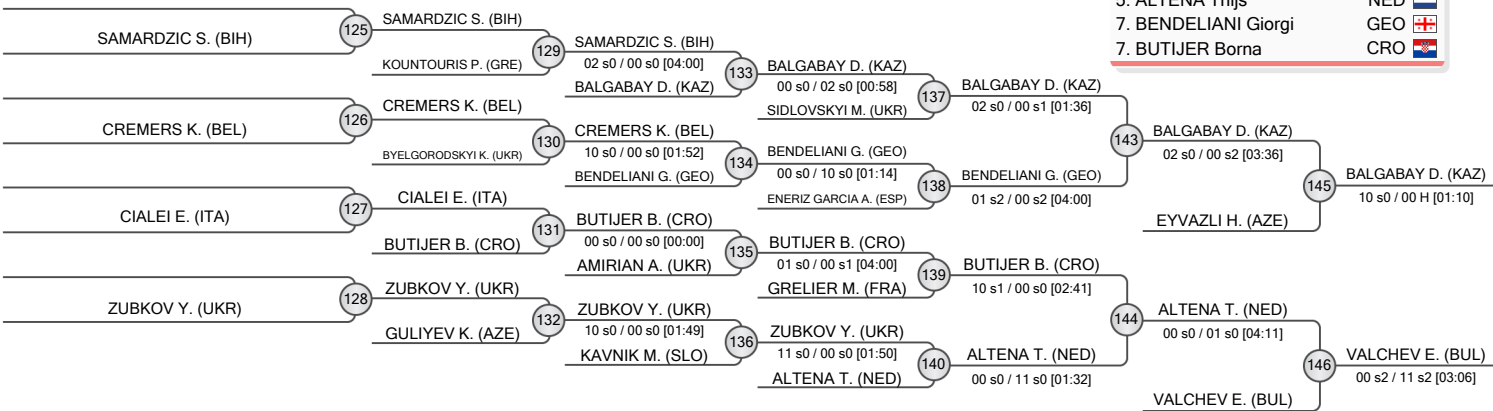 5. ALTENA Thijs NED
7. BENDELIANI Giorgi GEO
7. BUTIJER Borna CRO
SAMARDZIC S. (BIH)
CREMERS K. (BEL)
CIALEI E. (ITA)
ZUBKOV Y. (UKR)
125
126
127
128
SAMARDZIC S. (BIH)
KOUNTOURIS P. (GRE)
CREMERS K. (BEL)
BYELGORODSKYI K. (UKR)
CIALEI E. (ITA)
BUTIJER B. (CRO)
ZUBKOV Y. (UKR)
GULIYEV K. (AZE)
129
130
131
132
SAMARDZIC S. (BIH)
02 s0 / 00 s0 [04:00]
BALGABAY D. (KAZ)
CREMERS K. (BEL)
10 s0 / 00 s0 [01:52]
BENDELIANI G. (GEO)
BUTIJER B. (CRO)
00 s0 / 00 s0 [00:00]
AMIRIAN A. (UKR)
ZUBKOV Y. (UKR)
10 s0 / 00 s0 [01:49]
KAVNIK M. (SLO)
133
134
135
136
BALGABAY D. (KAZ)
00 s0 / 02 s0 [00:58]
SIDLOVSKYI M. (UKR)
BENDELIANI G. (GEO)
00 s0 / 10 s0 [01:14]
ENERIZ GARCIA A. (ESP)
BUTIJER B. (CRO)
01 s0 / 00 s1 [04:00]
GRELIER M. (FRA)
ZUBKOV Y. (UKR)
11 s0 / 00 s0 [01:50]
ALTENA T. (NED)
137
138
139
140
BALGABAY D. (KAZ)
02 s0 / 00 s1 [01:36]
BENDELIANI G. (GEO)
01 s2 / 00 s2 [04:00]
BUTIJER B. (CRO)
10 s1 / 00 s0 [02:41]
ALTENA T. (NED)
00 s0 / 11 s0 [01:32]
143
144
BALGABAY D. (KAZ)
02 s0 / 00 s2 [03:36]
EYVAZLI H. (AZE)
ALTENA T. (NED)
00 s0 / 01 s0 [04:11]
VALCHEV E. (BUL)
145
146
BALGABAY D. (KAZ)
10 s0 / 00 H [01:10]
VALCHEV E. (BUL)
00 s2 / 11 s2 [03:06]